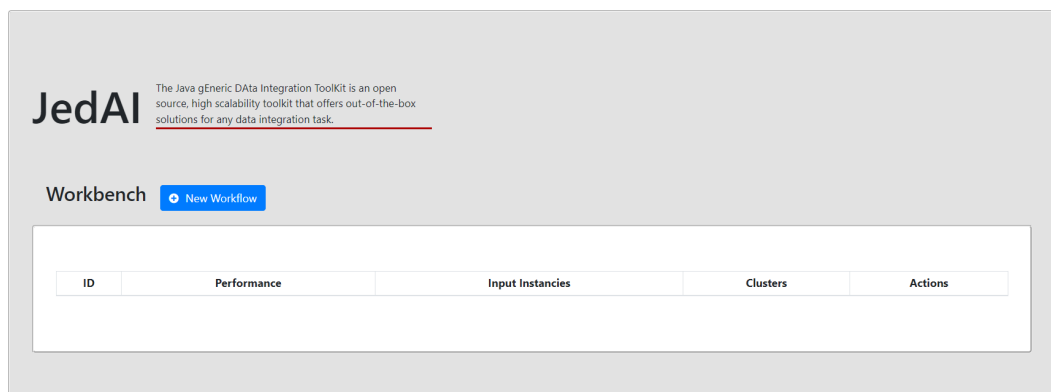 JedAI
The Java gEneric DAta Integration ToolKit is an open
source, high scalability toolkit that offers out-of-the-box
solutions for any data integration task.
Workbench
New Workflow
ID Performance Input Instancies Clusters Actions